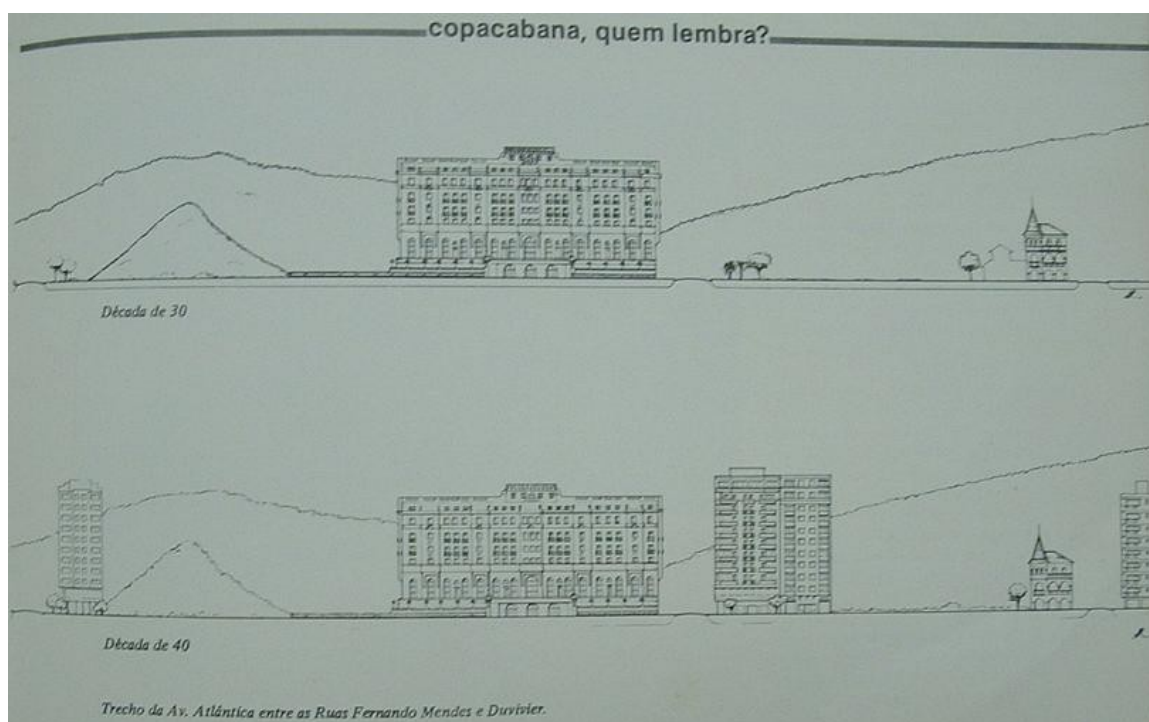 copacabana, quem lembra?
Década de 30
Década de 40
Trecho da Av. Atlântica entre as Ruas Fernando Mendes e Duvivier.